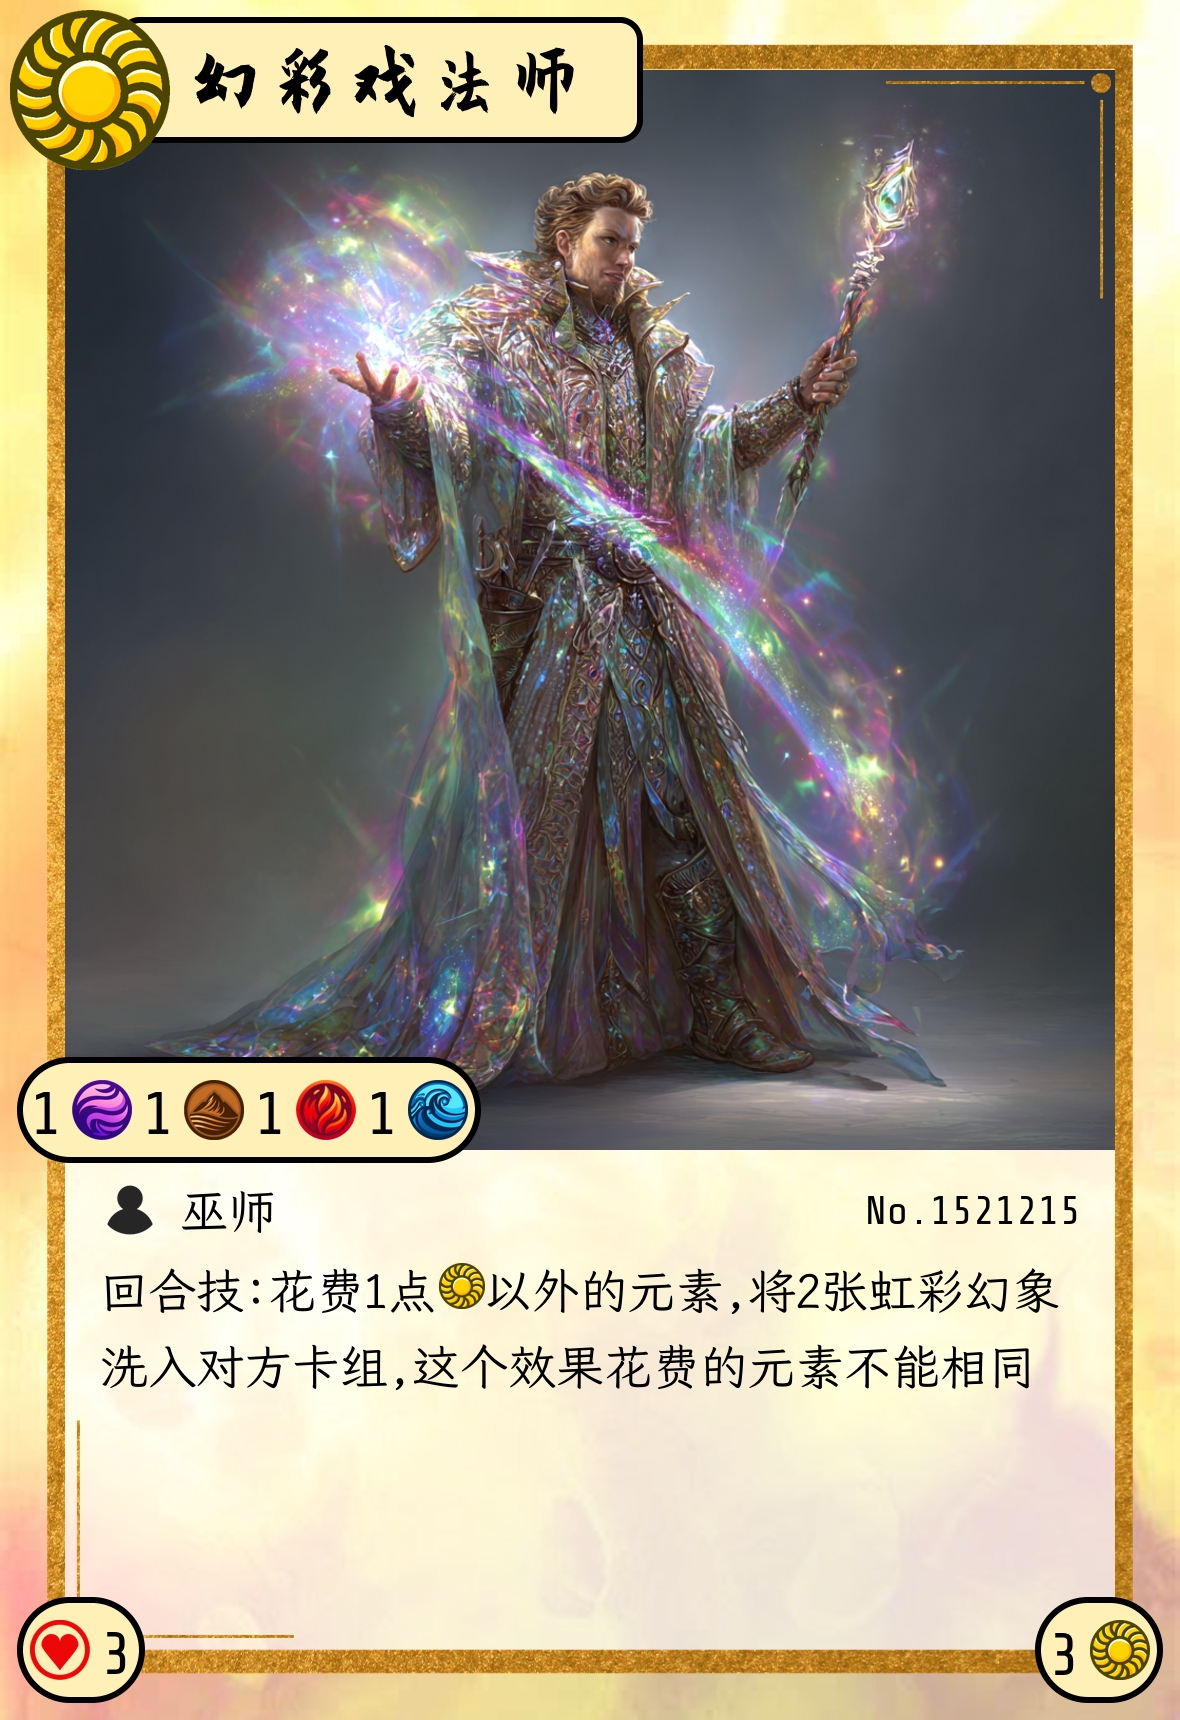 幻彩戏法师
1 1 1 1
巫师 No.1521215
回合技:花费1点以外的元素,将2张虹彩幻象
洗入对方卡组,这个效果花费的元素不能相同
3 3